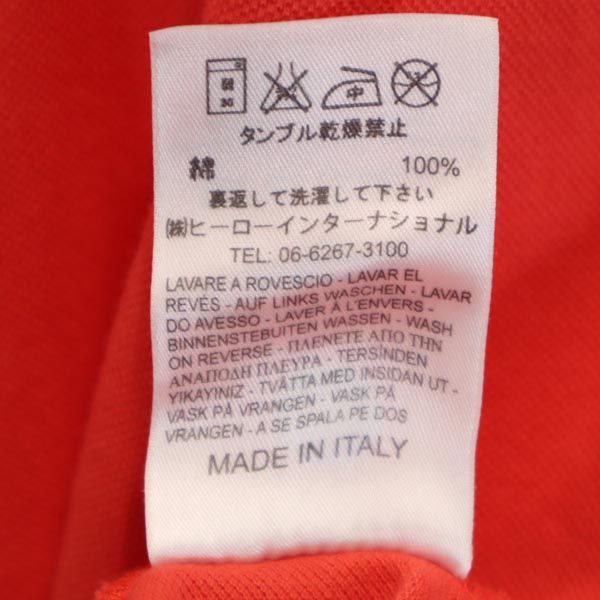 弱
30
中
タンブル乾燥禁止
綿 100%
裏返して洗濯して下さい
㈱ヒーローインターナショナル
TEL: 06-6267-3100
LAVARE A ROVESCIO - LAVAR EL
REVES - AUF LINKS WASCHEN - LAVAR
DO AVESSO - LAVER À L'ENVERS -
BINNENSTEBUITEN WASSEN - WASH
ON REVERSE - ΠΛΕΝΕΤΕ ΑΠΟ ΤΗΝ
ΑΝΑΠΟΔΗ ΠΛΕΥΡΑ - TERSİNDEN
YIKAYINIZ - TVÄTTA MED INSIDAN UT -
VASK PÅ VRANGEN - VASK PÅ
VRANGEN - A SE SPALA PE DOS
MADE IN ITALY